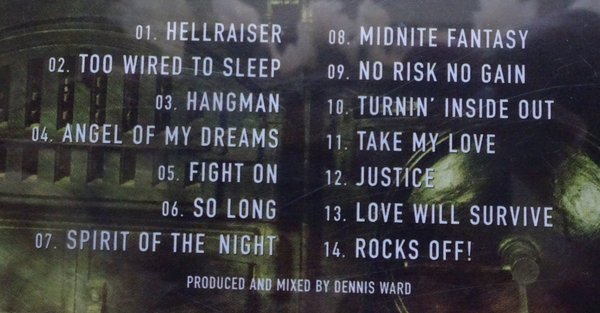 01. HELLRAISER
02. TOO WIRED TO SLEEP
03. HANGMAN
04. ANGEL OF MY DREAMS
05. FIGHT ON
06. SO LONG
07. SPIRIT OF THE NIGHT
08. MIDNITE FANTASY
09. NO RISK NO GAIN
10. TURNIN' INSIDE OUT
11. TAKE MY LOVE
12. JUSTICE
13. LOVE WILL SURVIVE
14. ROCKS OFF!
PRODUCED AND MIXED BY DENNIS WARD